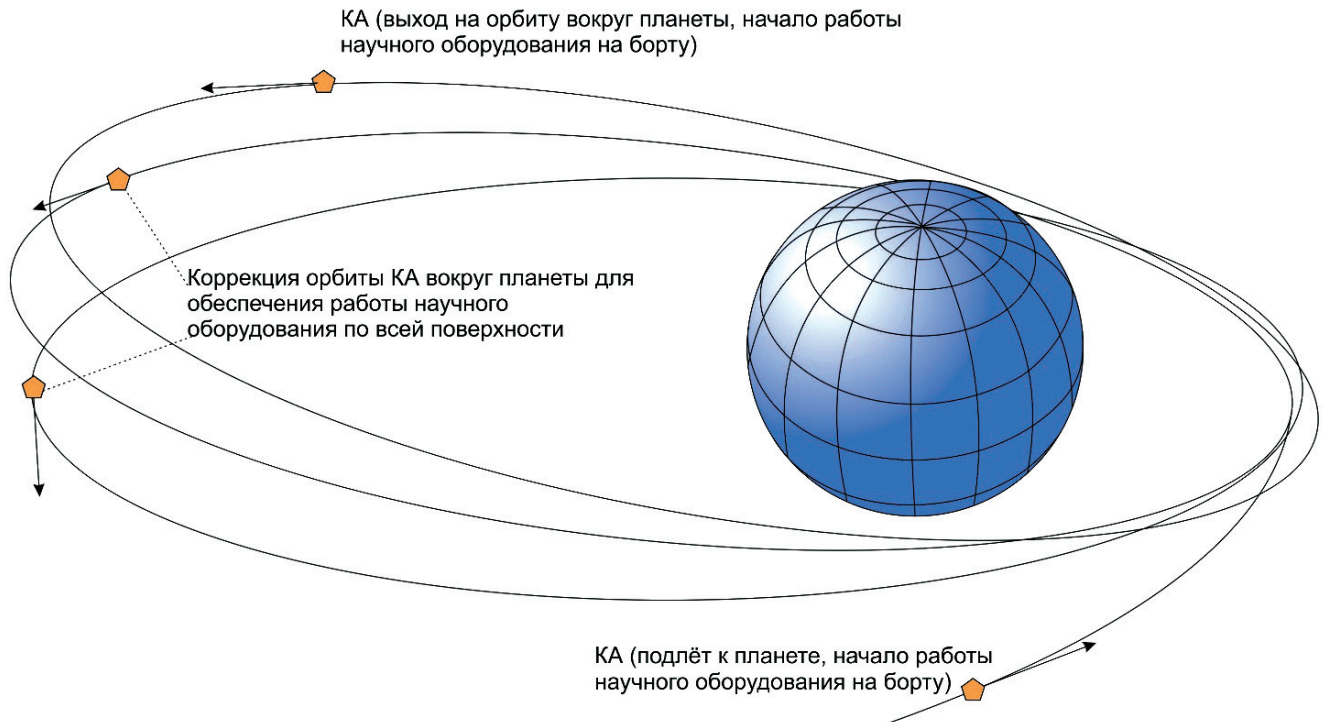 КА (выход на орбиту вокруг планеты, начало работы
научного оборудования на борту)
Коррекция орбиты КА вокруг планеты для
обеспечения работы научного
оборудования по всей поверхности
КА (подлёт к планете, начало работы
научного оборудования на борту)